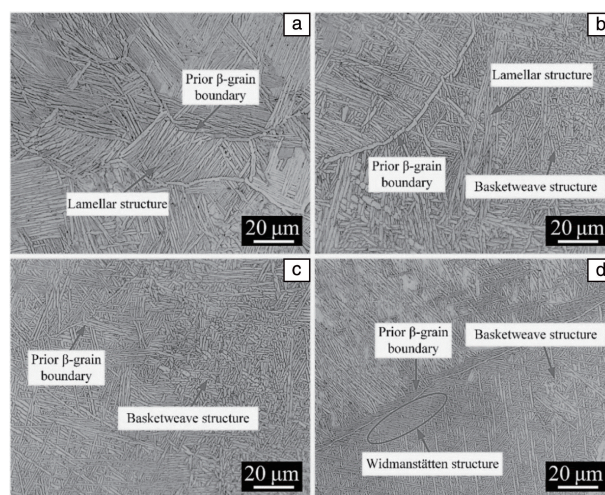 a
Prior β-grain
boundary
Lamellar structure
20 μm
b
Lamellar structure
Prior β-grain
boundary
Basketweave structure
20 μm
c
Prior β-grain
boundary
Basketweave structure
20 μm
d
Prior β-grain
boundary
Basketweave structure
Widmanstätten structure
20 μm